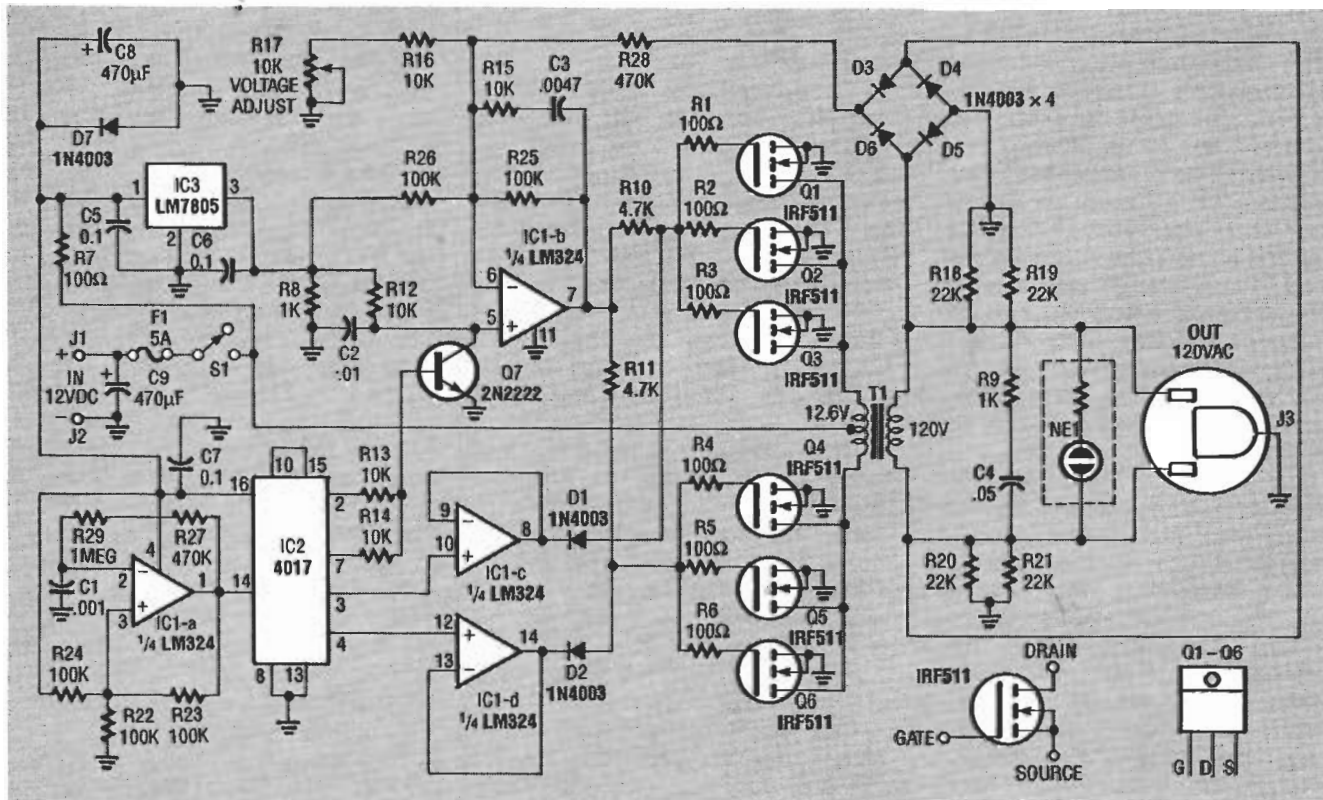 C8
470µF
+
D7
1N4003
R17
10K
VOLTAGE
ADJUST
R16
10K
R15
10K
C3
.0047
R28
470K
D3
D4
D6
D5
1N4003 × 4
1
IC3
LM7805
3
2
C5
0.1
C6
0.1
R7
100Ω
R26
100K
R25
100K
IC1-b
1/4 LM324
6
−
5
+
7
11
R8
1K
R12
10K
C2
.01
Q7
2N2222
R10
4.7K
R11
4.7K
R1
100Ω
R2
100Ω
R3
100Ω
Q1
IRF511
Q2
IRF511
Q3
IRF511
J1
+
IN
12VDC
−
J2
F1
5A
S1
+
C9
470µF
C7
0.1
T1
12.6V
120V
R18
22K
R19
22K
R9
1K
C4
.05
NE1
OUT
120VAC
J3
R20
22K
R21
22K
R29
1MEG
R27
470K
C1
.001
4
2
−
3
+
1
IC1-a
1/4 LM324
R24
100K
R22
100K
R23
100K
10
15
16
14
IC2
4017
2
7
3
4
8
13
R13
10K
R14
10K
9
−
10
+
8
IC1-c
1/4 LM324
D1
1N4003
12
+
13
−
14
IC1-d
1/4 LM324
D2
1N4003
R4
100Ω
R5
100Ω
R6
100Ω
Q4
IRF511
Q5
IRF511
Q6
IRF511
IRF511
DRAIN
GATE
SOURCE
Q1–Q6
G D S